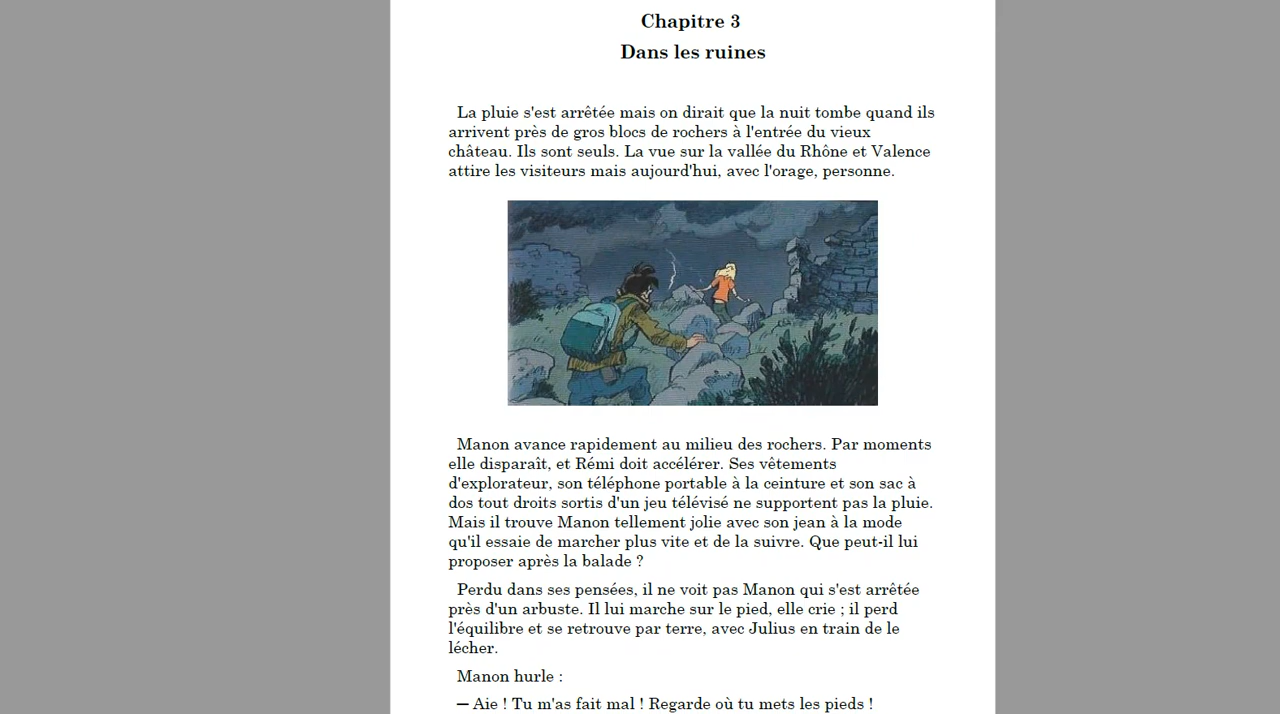 Chapitre 3
Dans les ruines
La pluie s'est arrêtée mais on dirait que la nuit tombe quand ils
arrivent près de gros blocs de rochers à l'entrée du vieux
château. Ils sont seuls. La vue sur la vallée du Rhône et Valence
attire les visiteurs mais aujourd'hui, avec l'orage, personne.
Manon avance rapidement au milieu des rochers. Par moments
elle disparaît, et Rémi doit accélérer. Ses vêtements
d'explorateur, son téléphone portable à la ceinture et son sac à
dos tout droits sortis d'un jeu télévisé ne supportent pas la pluie.
Mais il trouve Manon tellement jolie avec son jean à la mode
qu'il essaie de marcher plus vite et de la suivre. Que peut-il lui
proposer après la balade ?
Perdu dans ses pensées, il ne voit pas Manon qui s'est arrêtée
près d'un arbuste. Il lui marche sur le pied, elle crie ; il perd
l'équilibre et se retrouve par terre, avec Julius en train de le
lécher.
Manon hurle :
─ Aie ! Tu m'as fait mal ! Regarde où tu mets les pieds !